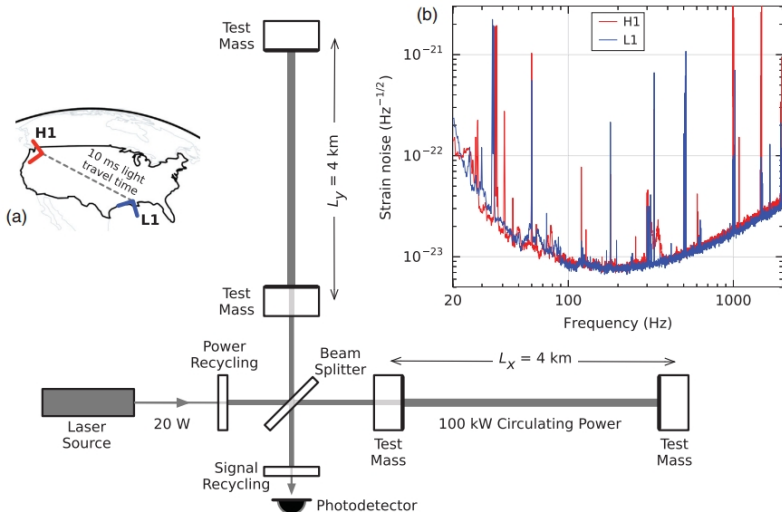 Test
Mass
(b)
H1
L1
10⁻²¹
10⁻²²
10⁻²³
Strain noise (Hz⁻¹/²)
20
100
1000
Frequency (Hz)
H1
10 ms light
travel time
L1
(a)
L_y = 4 km
Test
Mass
Power
Recycling
Beam
Splitter
L_x = 4 km
Laser
Source
20 W
Test
Mass
100 kW Circulating Power
Test
Mass
Signal
Recycling
Photodetector